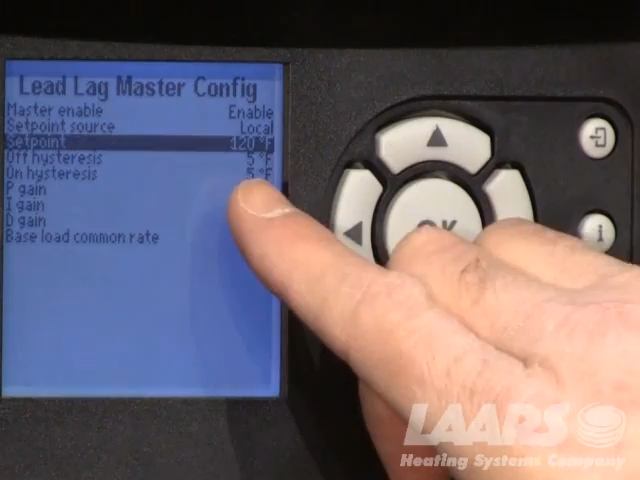 Lead Lag Master Config
Master enable Enable
Setpoint source Local
Setpoint 120 °F
Off hysteresis 5 °F
On hysteresis 5 °F
P gain
I gain
D gain
Base load common rate
OK
i
LAARS
Heating Systems Company